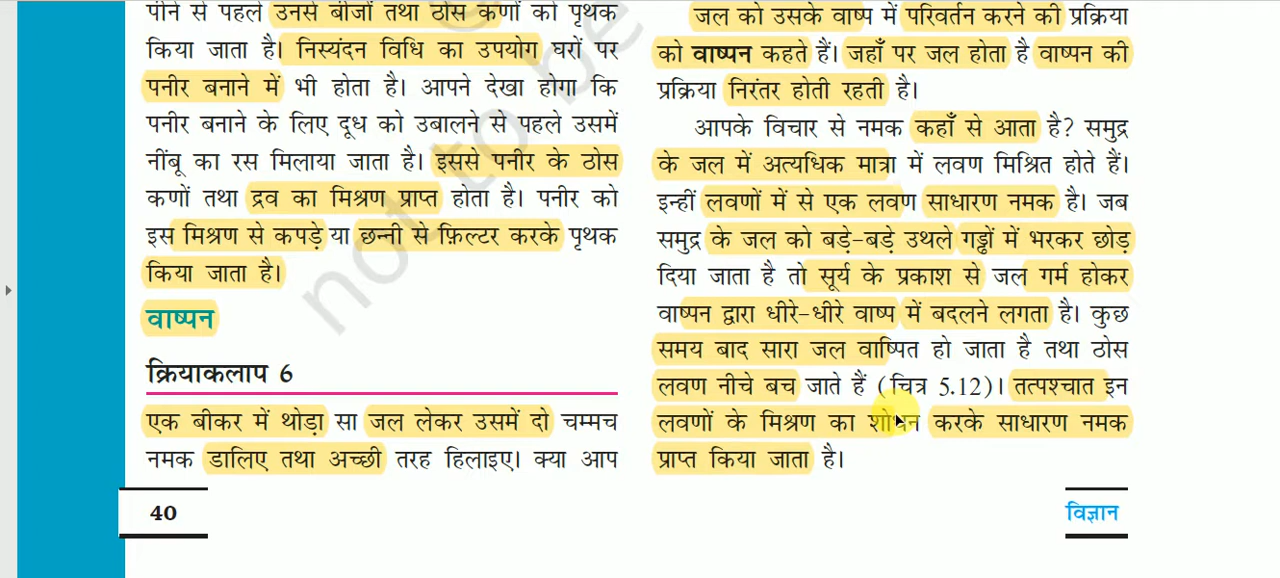 पीने से पहले उनसे बीजों तथा ठोस कणों को पृथक
किया जाता है। निस्यंदन विधि का उपयोग घरों पर
पनीर बनाने में भी होता है। आपने देखा होगा कि
पनीर बनाने के लिए दूध को उबालने से पहले उसमें
नींबू का रस मिलाया जाता है। इससे पनीर के ठोस
कणों तथा द्रव का मिश्रण प्राप्त होता है। पनीर को
इस मिश्रण से कपड़े या छन्नी से फ़िल्टर करके पृथक
किया जाता है।
वाष्पन
क्रियाकलाप 6
एक बीकर में थोड़ा सा जल लेकर उसमें दो चम्मच
नमक डालिए तथा अच्छी तरह हिलाइए। क्या आप
40
जल को उसके वाष्प में परिवर्तन करने की प्रक्रिया
को वाष्पन कहते हैं। जहाँ पर जल होता है वाष्पन की
प्रक्रिया निरंतर होती रहती है।
आपके विचार से नमक कहाँ से आता है? समुद्र
के जल में अत्यधिक मात्रा में लवण मिश्रित होते हैं।
इन्हीं लवणों में से एक लवण साधारण नमक है। जब
समुद्र के जल को बड़े-बड़े उथले गड्ढों में भरकर छोड़
दिया जाता है तो सूर्य के प्रकाश से जल गर्म होकर
वाष्पन द्वारा धीरे-धीरे वाष्प में बदलने लगता है। कुछ
समय बाद सारा जल वाष्पित हो जाता है तथा ठोस
लवण नीचे बच जाते हैं (चित्र 5.12)। तत्पश्चात इन
लवणों के मिश्रण का शोधन करके साधारण नमक
प्राप्त किया जाता है।
विज्ञान
not to be